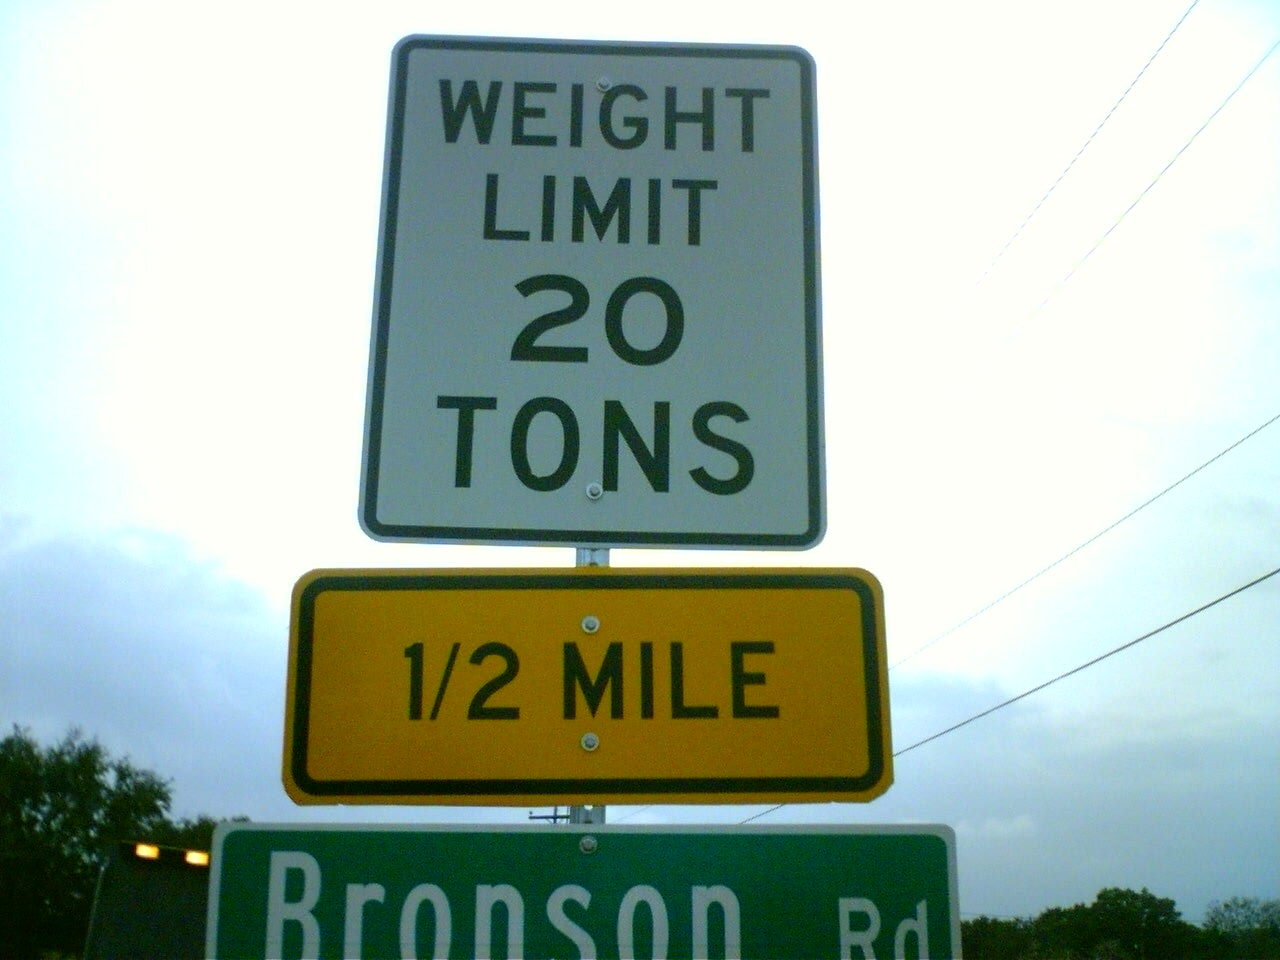 WEIGHT
LIMIT
20
TONS
1/2 MILE
Bronson Rd